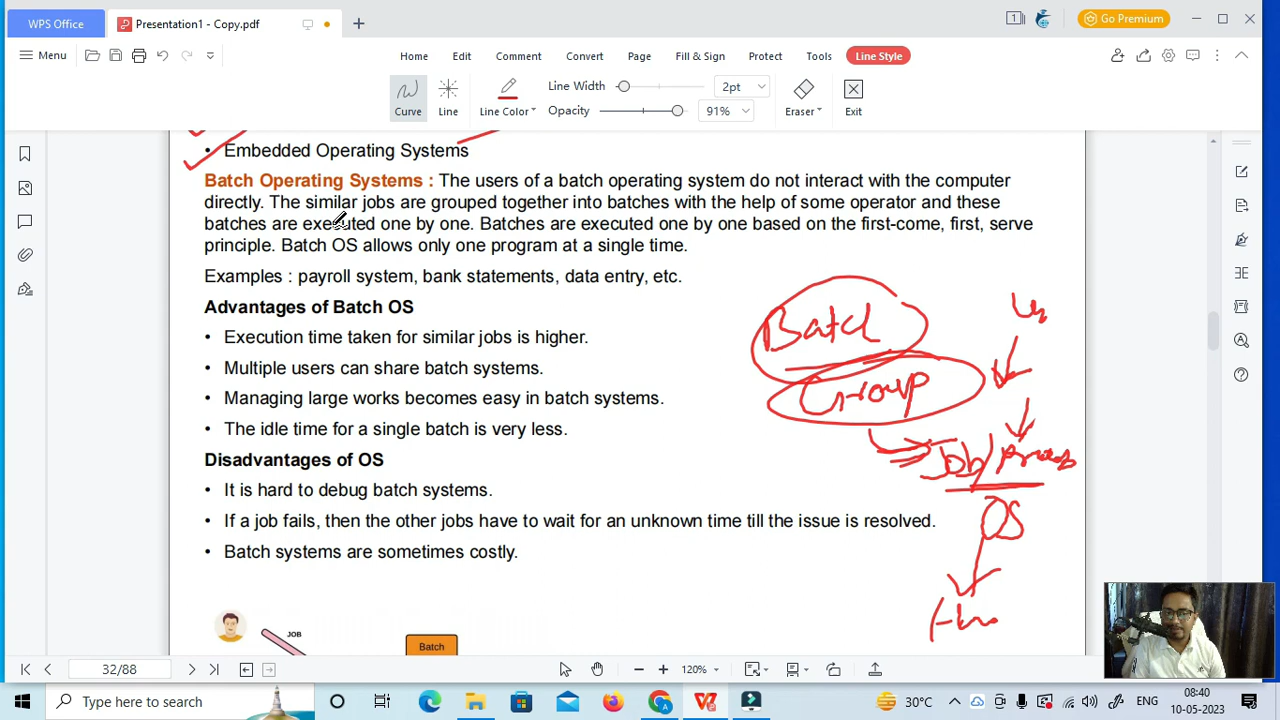 WPS Office
Presentation1 - Copy.pdf
1
Go Premium
Menu
Home
Edit
Comment
Convert
Page
Fill & Sign
Protect
Tools
Line Style
Curve
Line
Line Color
Line Width
2pt
Opacity
91%
Eraser
Exit
• Embedded Operating Systems
Batch Operating Systems : The users of a batch operating system do not interact with the computer
directly. The similar jobs are grouped together into batches with the help of some operator and these
batches are executed one by one. Batches are executed one by one based on the first-come, first, serve
principle. Batch OS allows only one program at a single time.
Examples : payroll system, bank statements, data entry, etc.
Advantages of Batch OS
• Execution time taken for similar jobs is higher.
• Multiple users can share batch systems.
• Managing large works becomes easy in batch systems.
• The idle time for a single batch is very less.
Disadvantages of OS
• It is hard to debug batch systems.
• If a job fails, then the other jobs have to wait for an unknown time till the issue is resolved.
• Batch systems are sometimes costly.
Batch
Group
Job/
OS
JOB
Batch
32/88
120%
Type here to search
30°C
ENG
08:40
10-05-2023